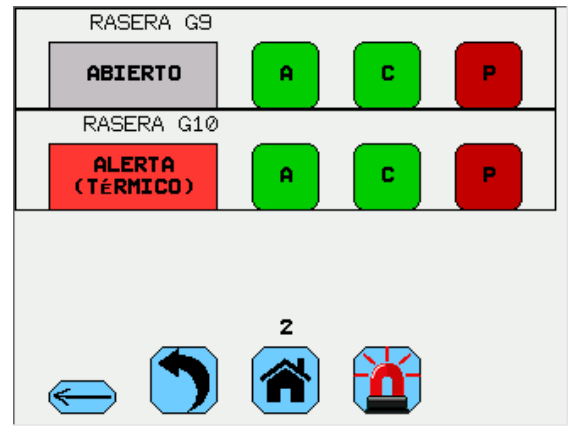 RASERA G9
ABIERTO A C P
RASERA G10
ALERTA
(TÉRMICO) A C P
2